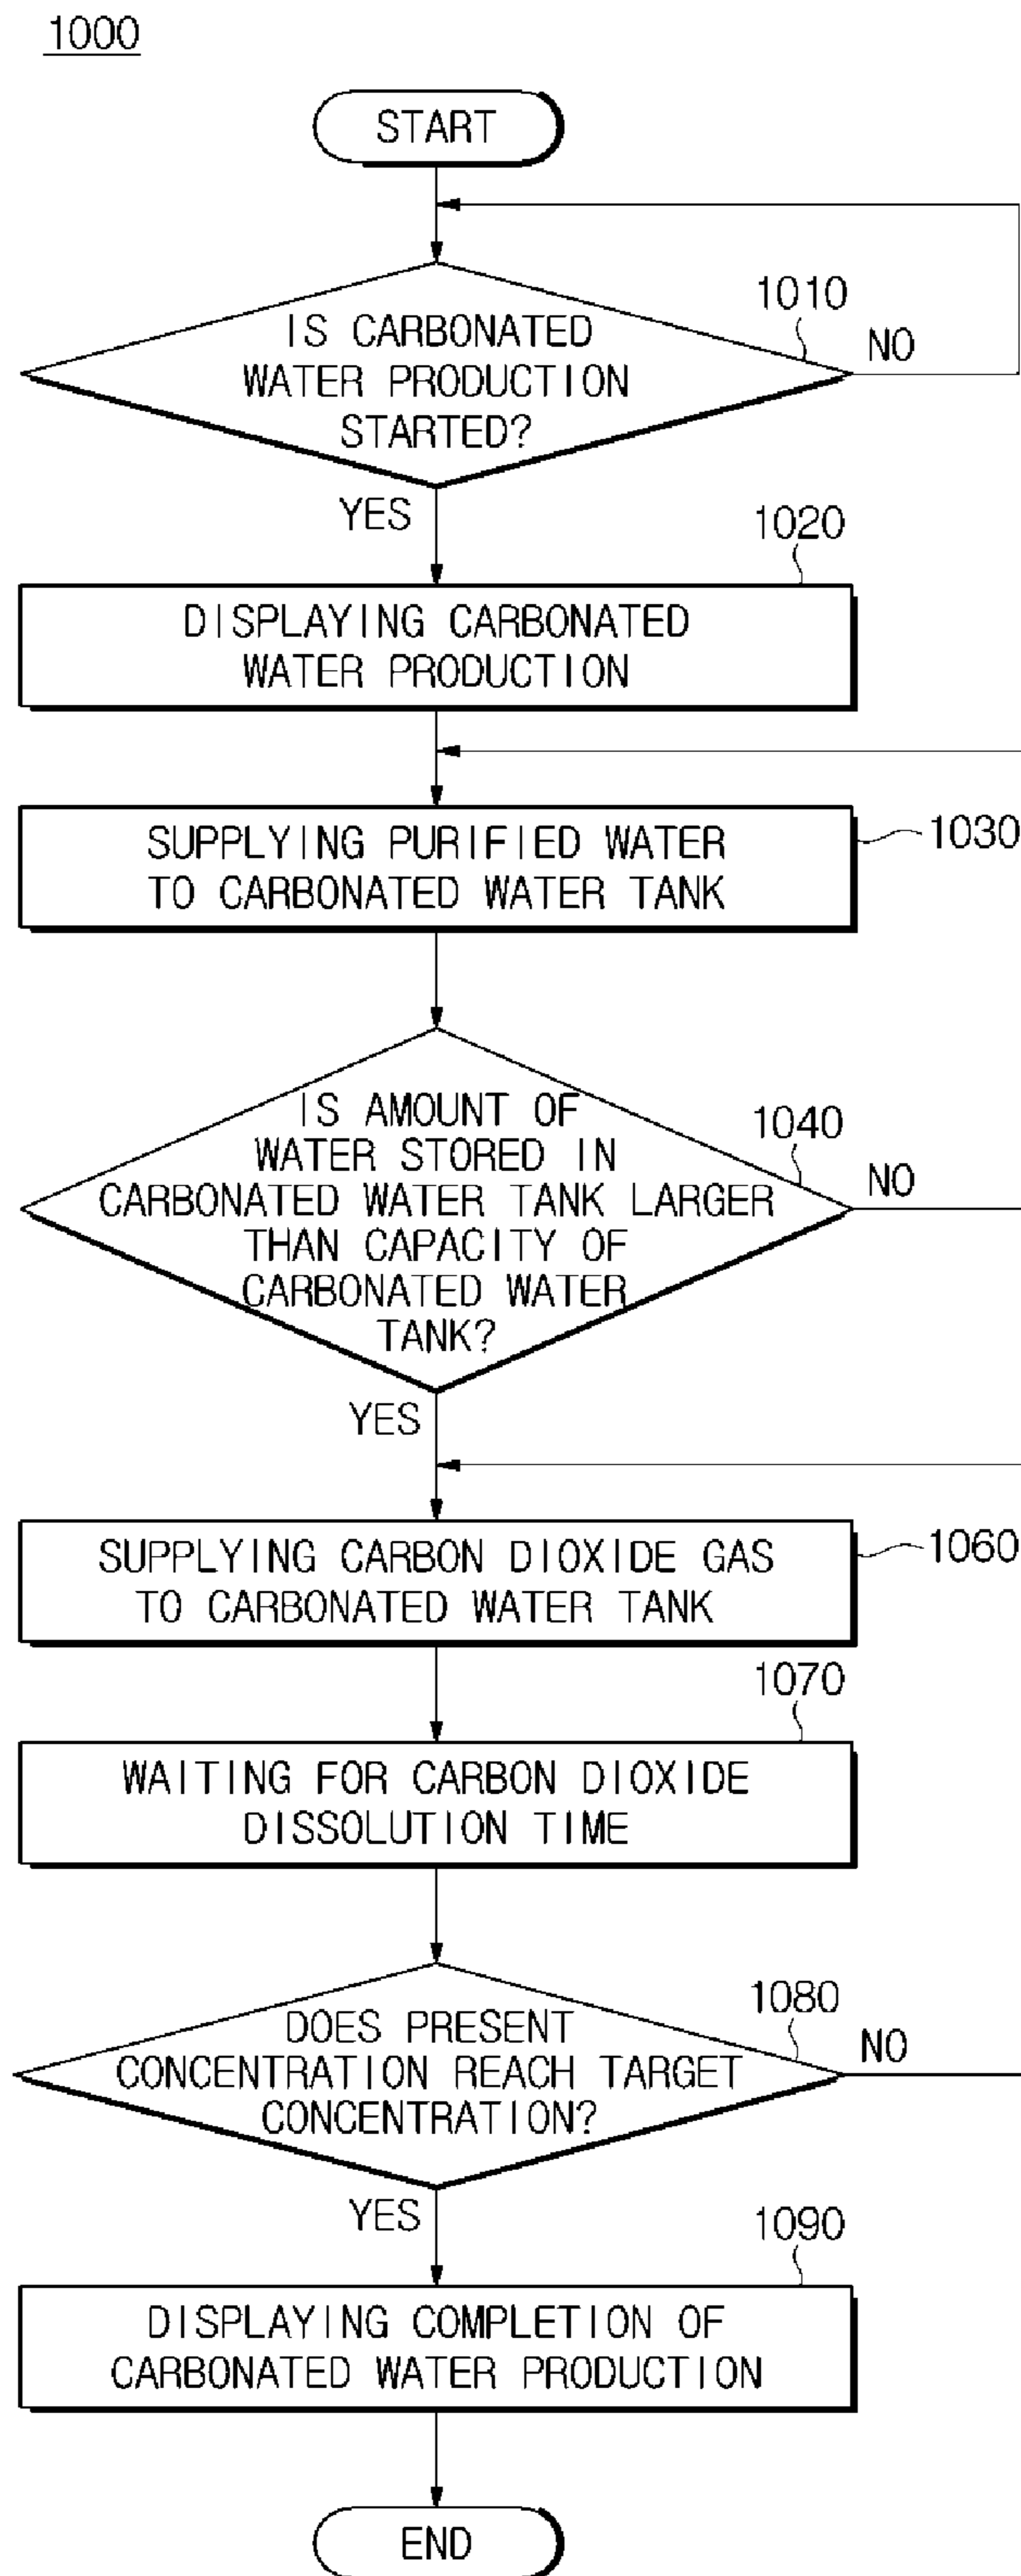 1000
START
1010
IS CARBONATED
WATER PRODUCTION
STARTED?
NO
YES
1020
DISPLAYING CARBONATED
WATER PRODUCTION
SUPPLYING PURIFIED WATER
TO CARBONATED WATER TANK
1030
IS AMOUNT OF
WATER STORED IN
CARBONATED WATER TANK LARGER
THAN CAPACITY OF
CARBONATED WATER
TANK?
1040
NO
YES
SUPPLYING CARBON DIOXIDE GAS
TO CARBONATED WATER TANK
1060
1070
WAITING FOR CARBON DIOXIDE
DISSOLUTION TIME
1080
DOES PRESENT
CONCENTRATION REACH TARGET
CONCENTRATION?
NO
YES
1090
DISPLAYING COMPLETION OF
CARBONATED WATER PRODUCTION
END